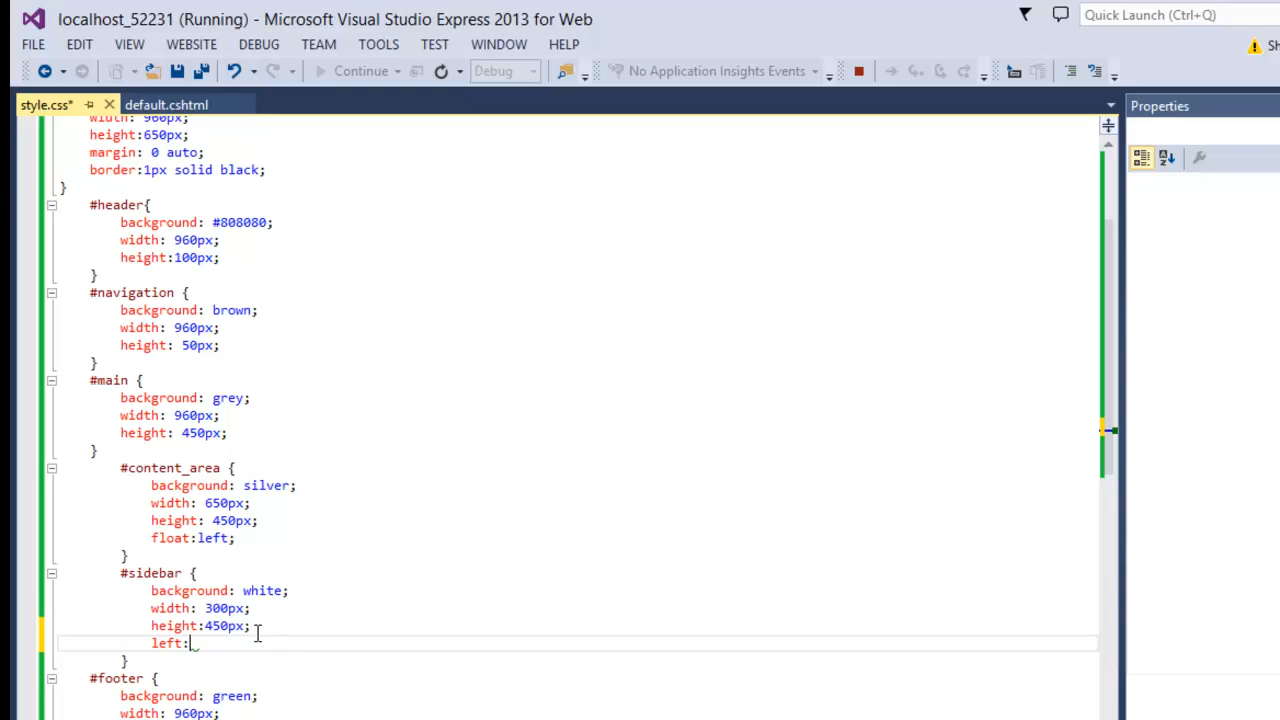 localhost_52231 (Running) - Microsoft Visual Studio Express 2013 for Web
Quick Launch (Ctrl+Q)
FILE EDIT VIEW WEBSITE DEBUG TEAM TOOLS TEST WINDOW HELP
Continue Debug No Application Insights Events
style.css* default.cshtml
Properties
width: 960px;
height:650px;
margin: 0 auto;
border:1px solid black;
}
#header{
background: #808080;
width: 960px;
height:100px;
}
#navigation {
background: brown;
width: 960px;
height: 50px;
}
#main {
background: grey;
width: 960px;
height: 450px;
}
#content_area {
background: silver;
width: 650px;
height: 450px;
float:left;
}
#sidebar {
background: white;
width: 300px;
height:450px;
left:
}
#footer {
background: green;
width: 960px;